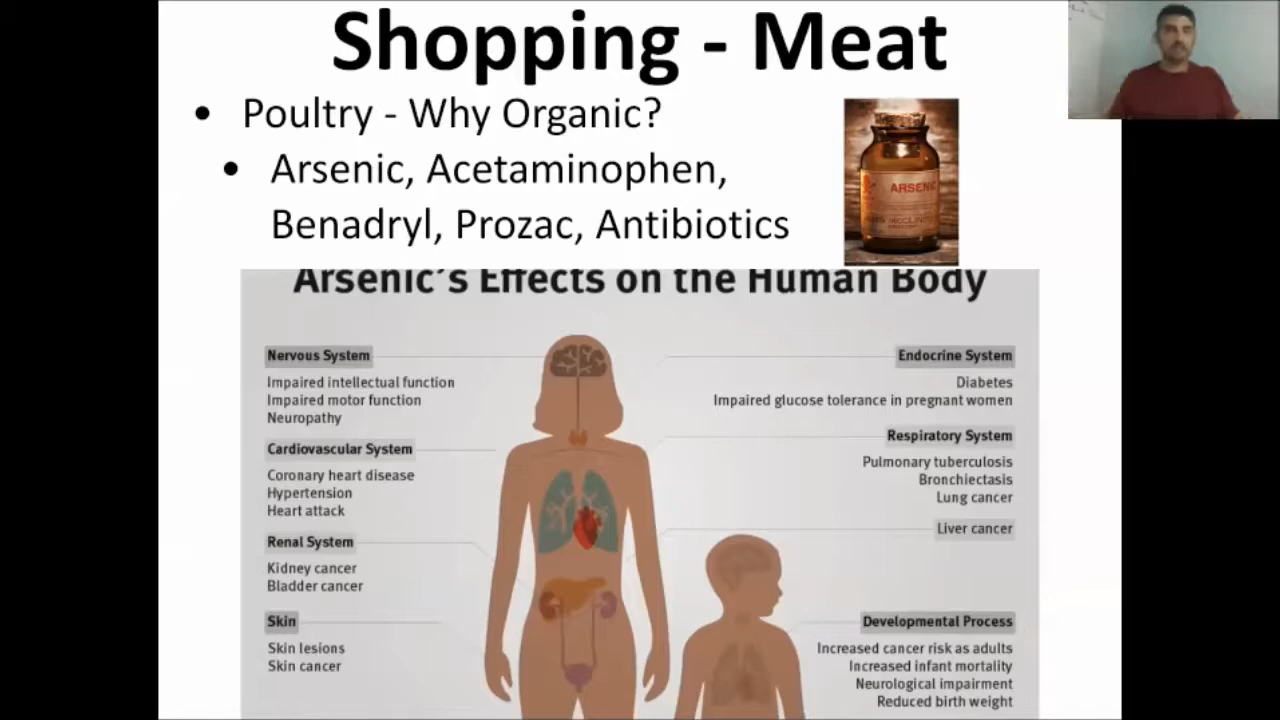 Shopping - Meat
• Poultry - Why Organic?
• Arsenic, Acetaminophen,
Benadryl, Prozac, Antibiotics
ARSENIC
Arsenic's Effects on the Human Body
Nervous System
Impaired intellectual function
Impaired motor function
Neuropathy
Cardiovascular System
Coronary heart disease
Hypertension
Heart attack
Renal System
Kidney cancer
Bladder cancer
Skin
Skin lesions
Skin cancer
Endocrine System
Diabetes
Impaired glucose tolerance in pregnant women
Respiratory System
Pulmonary tuberculosis
Bronchiectasis
Lung cancer
Liver cancer
Developmental Process
Increased cancer risk as adults
Increased infant mortality
Neurological impairment
Reduced birth weight